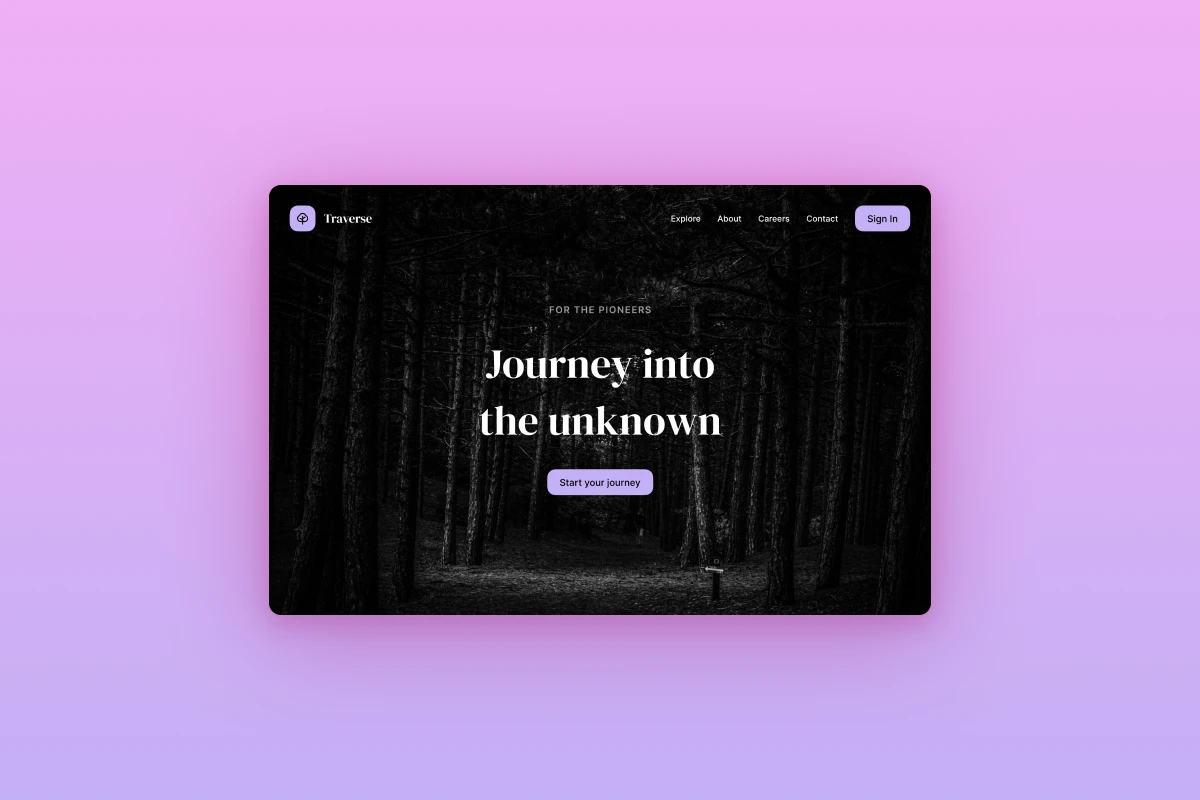 Traverse
Explore About Careers Contact Sign In
FOR THE PIONEERS
Journey into
the unknown
Start your journey